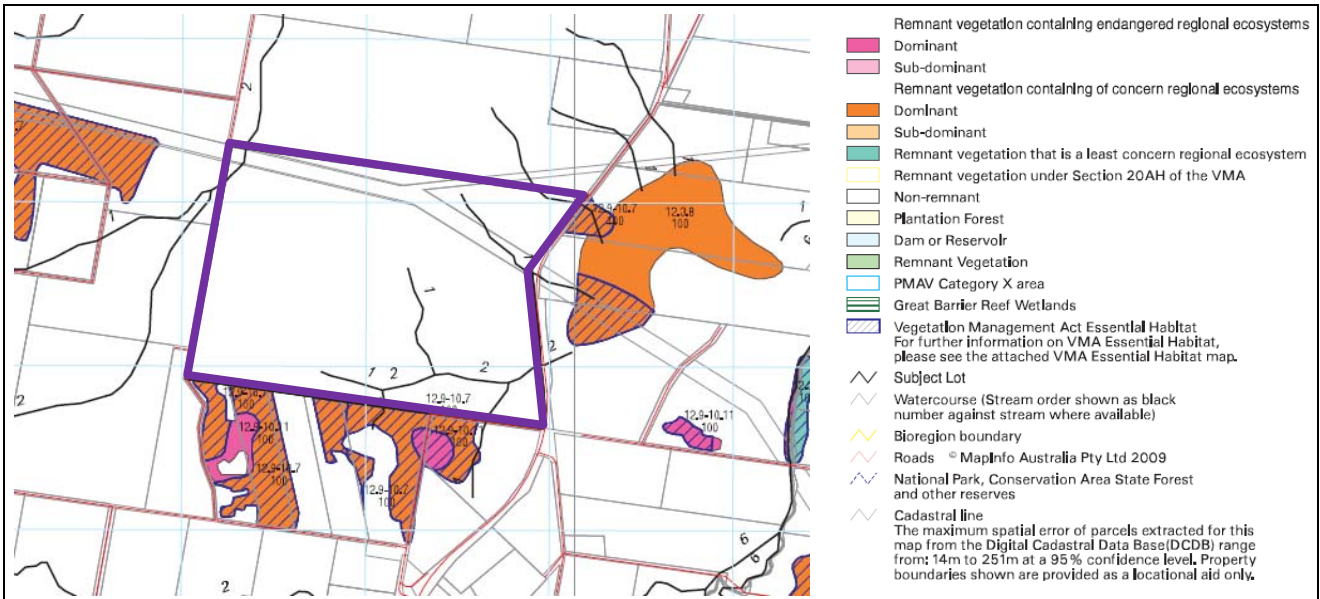 2
1
1
1
6
2
12.9-10.7
100
12.3.8
100
1
2
2
1 2
2
12.9-10.7
100
12.9-10.11
100
12.9-10.7
100
12.9-10.7
100
12.9-10.11
100
6
6
2
Remnant vegetation containing endangered regional ecosystems
Dominant
Sub-dominant
Remnant vegetation containing of concern regional ecosystems
Dominant
Sub-dominant
Remnant vegetation that is a least concern regional ecosystem
Remnant vegetation under Section 20AH of the VMA
Non-remnant
Plantation Forest
Dam or Reservoir
Remnant Vegetation
PMAV Category X area
Great Barrier Reef Wetlands
Vegetation Management Act Essential Habitat
For further information on VMA Essential Habitat,
please see the attached VMA Essential Habitat map.
Subject Lot
Watercourse (Stream order shown as black
number against stream where available)
Bioregion boundary
Roads © MapInfo Australia Pty Ltd 2009
National Park, Conservation Area State Forest
and other reserves
Cadastral line
The maximum spatial error of parcels extracted for this
map from the Digital Cadastral Data Base(DCDB) range
from: 14m to 251m at a 95% confidence level. Property
boundaries shown are provided as a locational aid only.